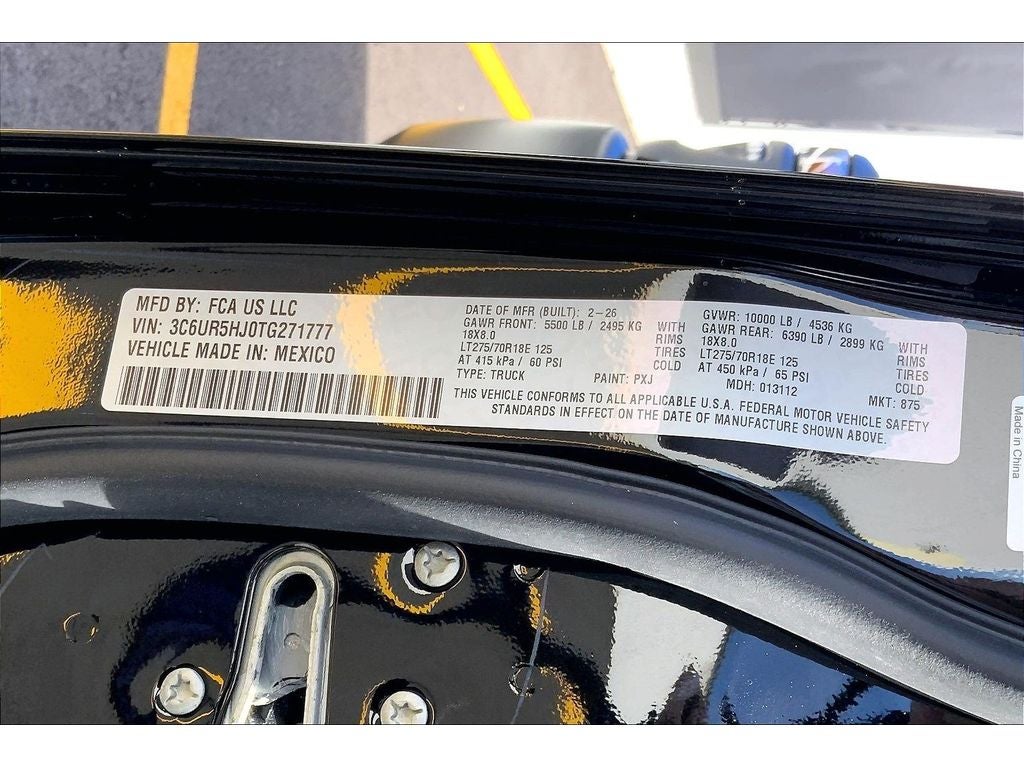 MFD BY: FCA US LLC
VIN: 3C6UR5HJ0TG271777
VEHICLE MADE IN: MEXICO
DATE OF MFR (BUILT): 2-26
GAWR FRONT: 5500 LB / 2495 KG WITH
18X8.0 RIMS
LT275/70R18E 125 TIRES
AT 415 kPa / 60 PSI COLD
TYPE: TRUCK PAINT: PXJ
GVWR: 10000 LB / 4536 KG
GAWR REAR: 6390 LB / 2899 KG WITH
18X8.0 RIMS
LT275/70R18E 125 TIRES
AT 450 kPa / 65 PSI COLD
MDH: 013112 MKT: 875
THIS VEHICLE CONFORMS TO ALL APPLICABLE U.S.A. FEDERAL MOTOR VEHICLE SAFETY
STANDARDS IN EFFECT ON THE DATE OF MANUFACTURE SHOWN ABOVE.
Made in China